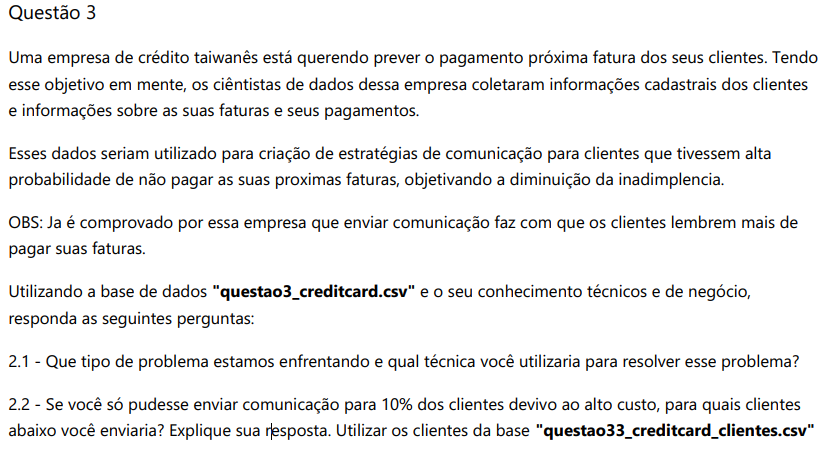 Questão 3
Uma empresa de crédito taiwanês está querendo prever o pagamento próxima fatura dos seus clientes. Tendo
esse objetivo em mente, os ciêntistas de dados dessa empresa coletaram informações cadastrais dos clientes
e informações sobre as suas faturas e seus pagamentos.
Esses dados seriam utilizado para criação de estratégias de comunicação para clientes que tivessem alta
probabilidade de não pagar as suas proximas faturas, objetivando a diminuição da inadimplencia.
OBS: Ja é comprovado por essa empresa que enviar comunicação faz com que os clientes lembrem mais de
pagar suas faturas.
Utilizando a base de dados "questao3_creditcard.csv" e o seu conhecimento técnicos e de negócio,
responda as seguintes perguntas:
2.1 - Que tipo de problema estamos enfrentando e qual técnica você utilizaria para resolver esse problema?
2.2 - Se você só pudesse enviar comunicação para 10% dos clientes devivo ao alto custo, para quais clientes
abaixo você enviaria? Explique sua resposta. Utilizar os clientes da base "questao33_creditcard_clientes.csv"